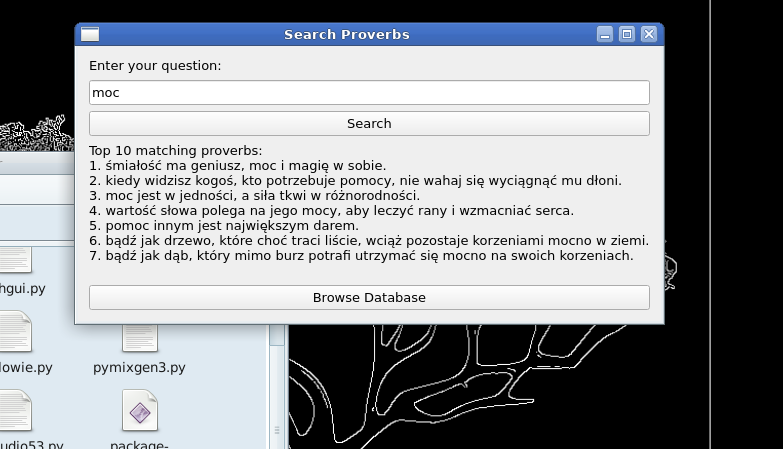 Search Proverbs
Enter your question:
moc
Search
Top 10 matching proverbs:
1. śmiałość ma geniusz, moc i magię w sobie.
2. kiedy widzisz kogoś, kto potrzebuje pomocy, nie wahaj się wyciągnąć mu dłoni.
3. moc jest w jedności, a siła tkwi w różnorodności.
4. wartość słowa polega na jego mocy, aby leczyć rany i wzmacniać serca.
5. pomoc innym jest największym darem.
6. bądź jak drzewo, które choć traci liście, wciąż pozostaje korzeniami mocno w ziemi.
7. bądź jak dąb, który mimo burz potrafi utrzymać się mocno na swoich korzeniach.
Browse Database
hgui.py
lowie.py pymixgen3.py
udio53.py package-